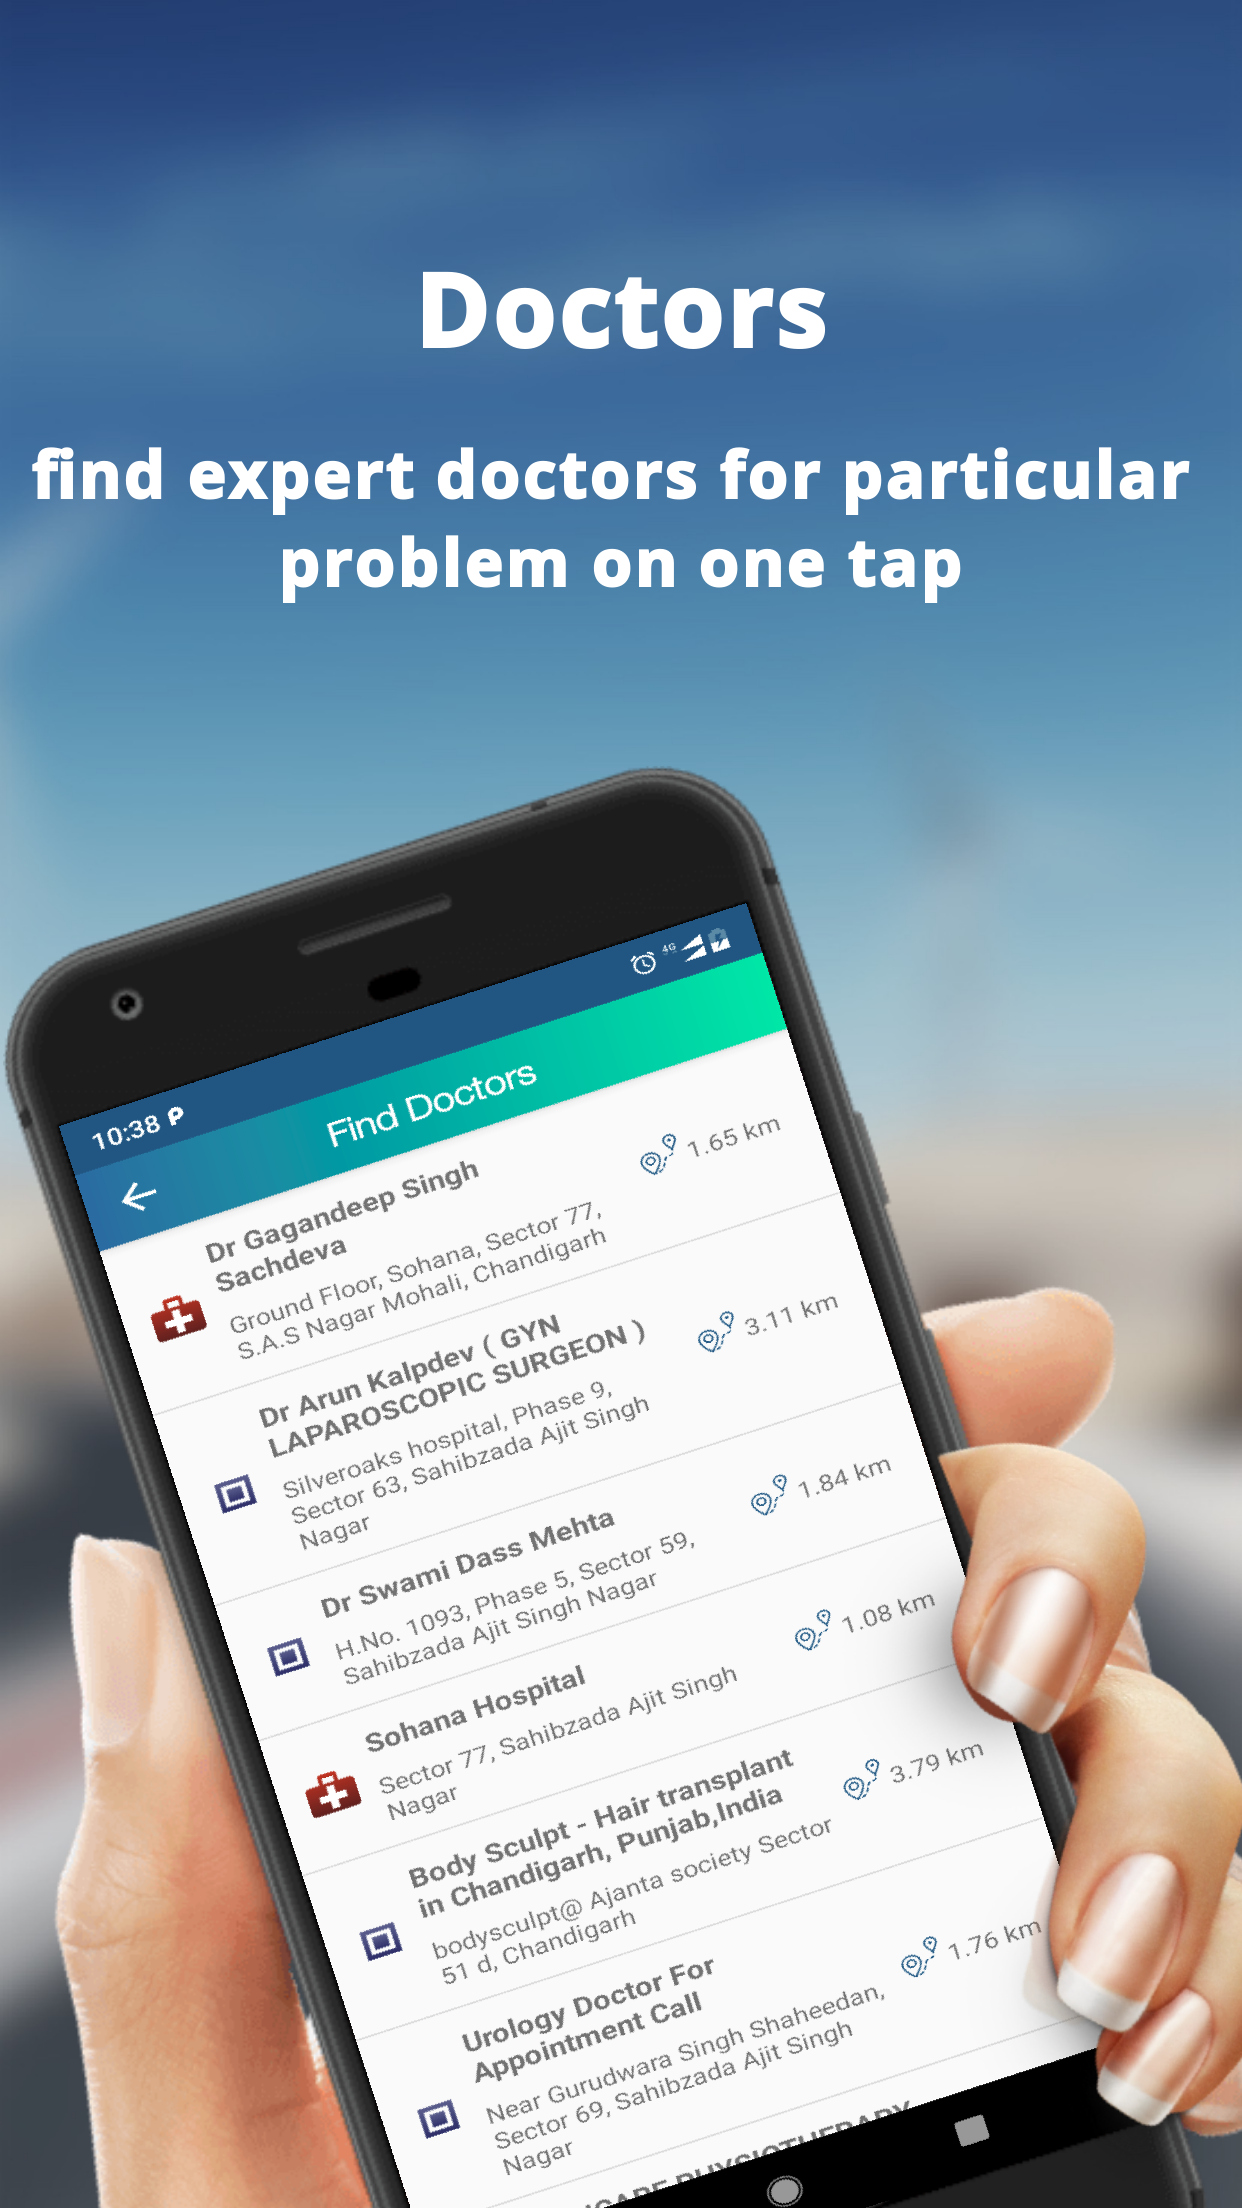 Doctors
find expert doctors for particular
problem on one tap
10:38
4G
Find Doctors
Dr Gagandeep Singh
Sachdeva
1.65 km
Ground Floor, Sohana, Sector 77,
S.A.S Nagar Mohali, Chandigarh
Dr Arun Kalpdev ( GYN
LAPAROSCOPIC SURGEON )
3.11 km
Silveroaks hospital, Phase 9,
Sector 63, Sahibzada Ajit Singh
Nagar
Dr Swami Dass Mehta
1.84 km
H.No. 1093, Phase 5, Sector 59,
Sahibzada Ajit Singh Nagar
Sohana Hospital
1.08 km
Sector 77, Sahibzada Ajit Singh
Nagar
Body Sculpt - Hair transplant
in Chandigarh, Punjab,India
3.79 km
bodysculpt@ Ajanta society Sector
51 d, Chandigarh
Urology Doctor For
Appointment Call
1.76 km
Near Gurudwara Singh Shaheedan,
Sector 69, Sahibzada Ajit Singh
Nagar
PHYSIOTHERAPY